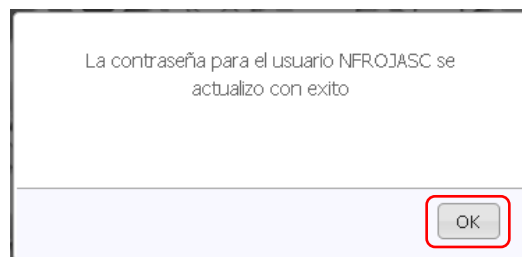 La contraseña para el usuario NFROJASC se
actualizo con exito
OK